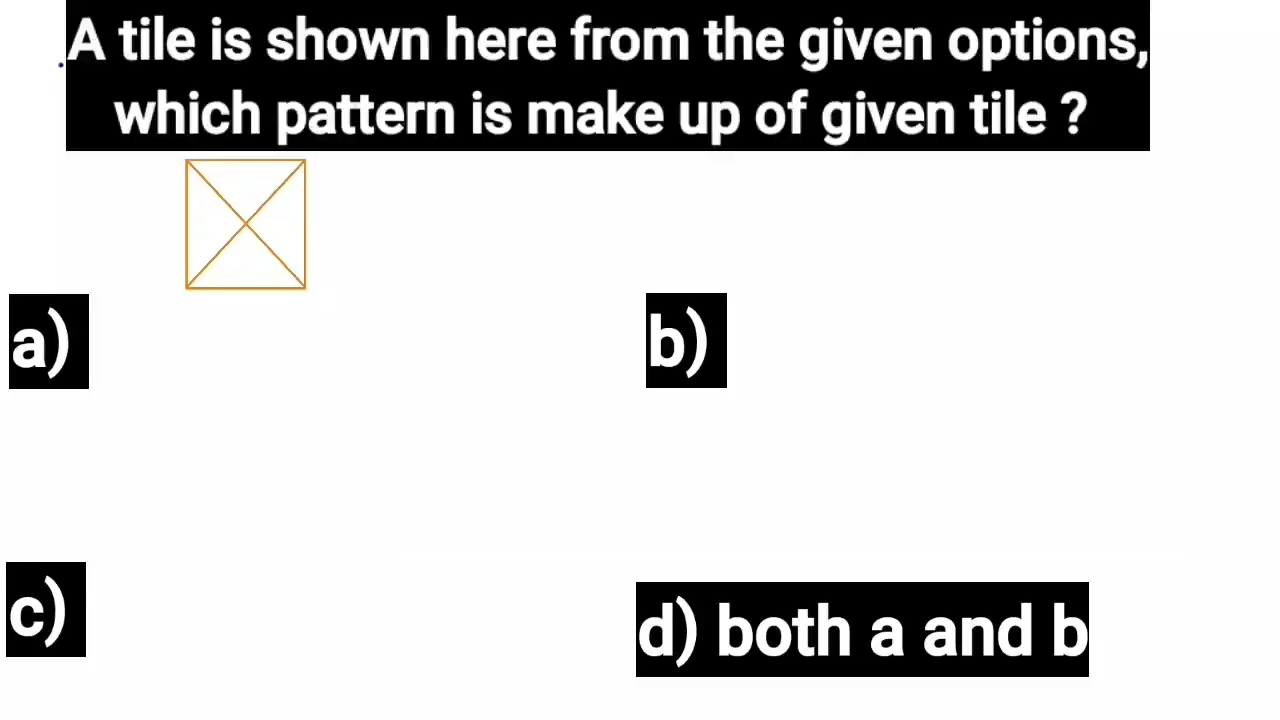 A tile is shown here from the given options,
which pattern is make up of given tile ?
a)
b)
c)
d) both a and b